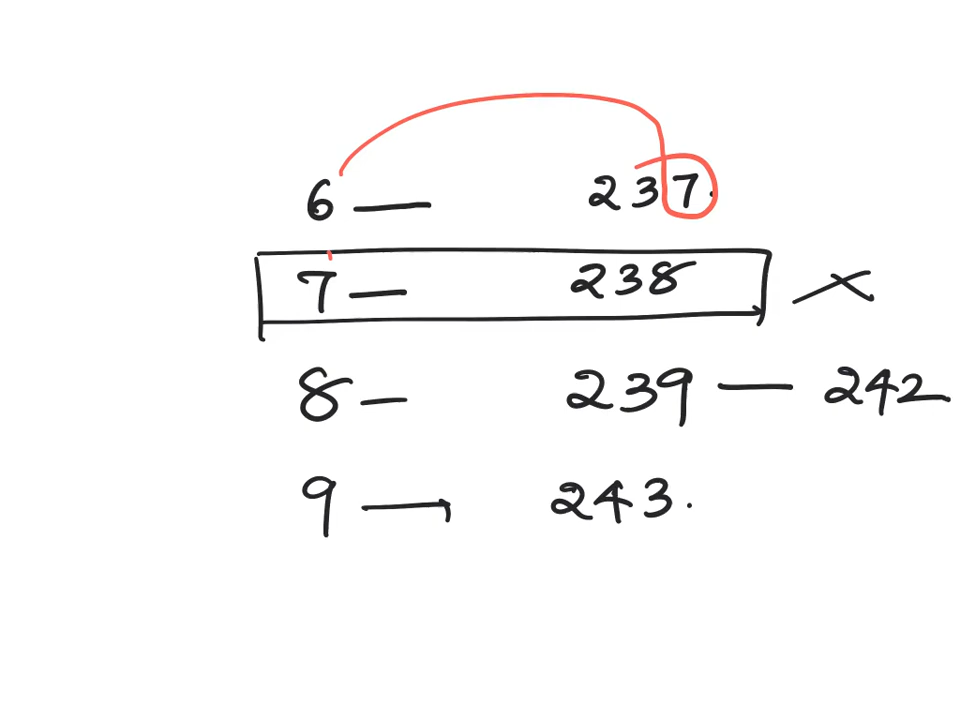 6 — 237.
7 — 238 ×
8 — 239 — 242.
9 — 243.